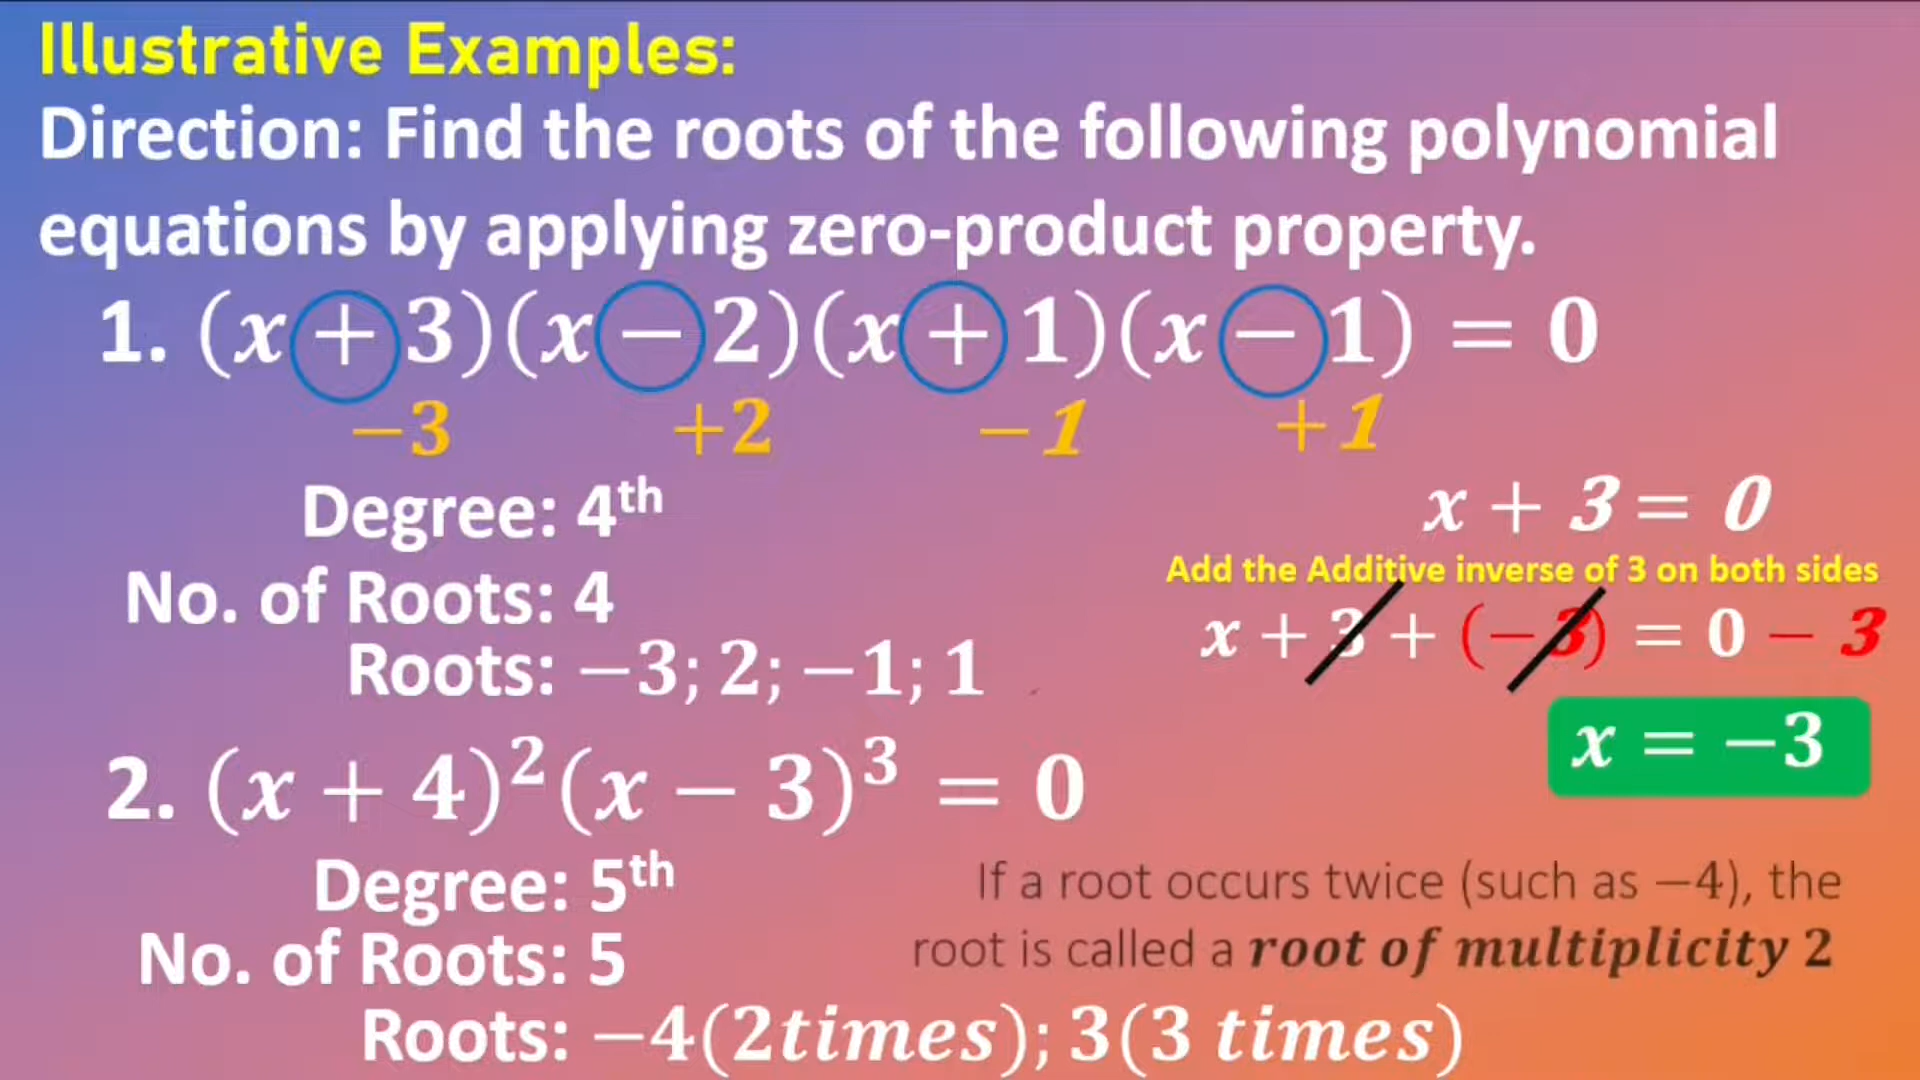 Illustrative Examples:
Direction: Find the roots of the following polynomial
equations by applying zero-product property.
1. (x + 3)(x − 2)(x + 1)(x − 1) = 0
−3 +2 −1 +1
Degree: 4th
No. of Roots: 4
Roots: −3; 2; −1; 1
x + 3 = 0
Add the Additive inverse of 3 on both sides
x + 3 + (−3) = 0 − 3
x = −3
2. (x + 4)²(x − 3)³ = 0
Degree: 5th
No. of Roots: 5
Roots: −4(2times); 3(3 times)
If a root occurs twice (such as −4), the
root is called a root of multiplicity 2